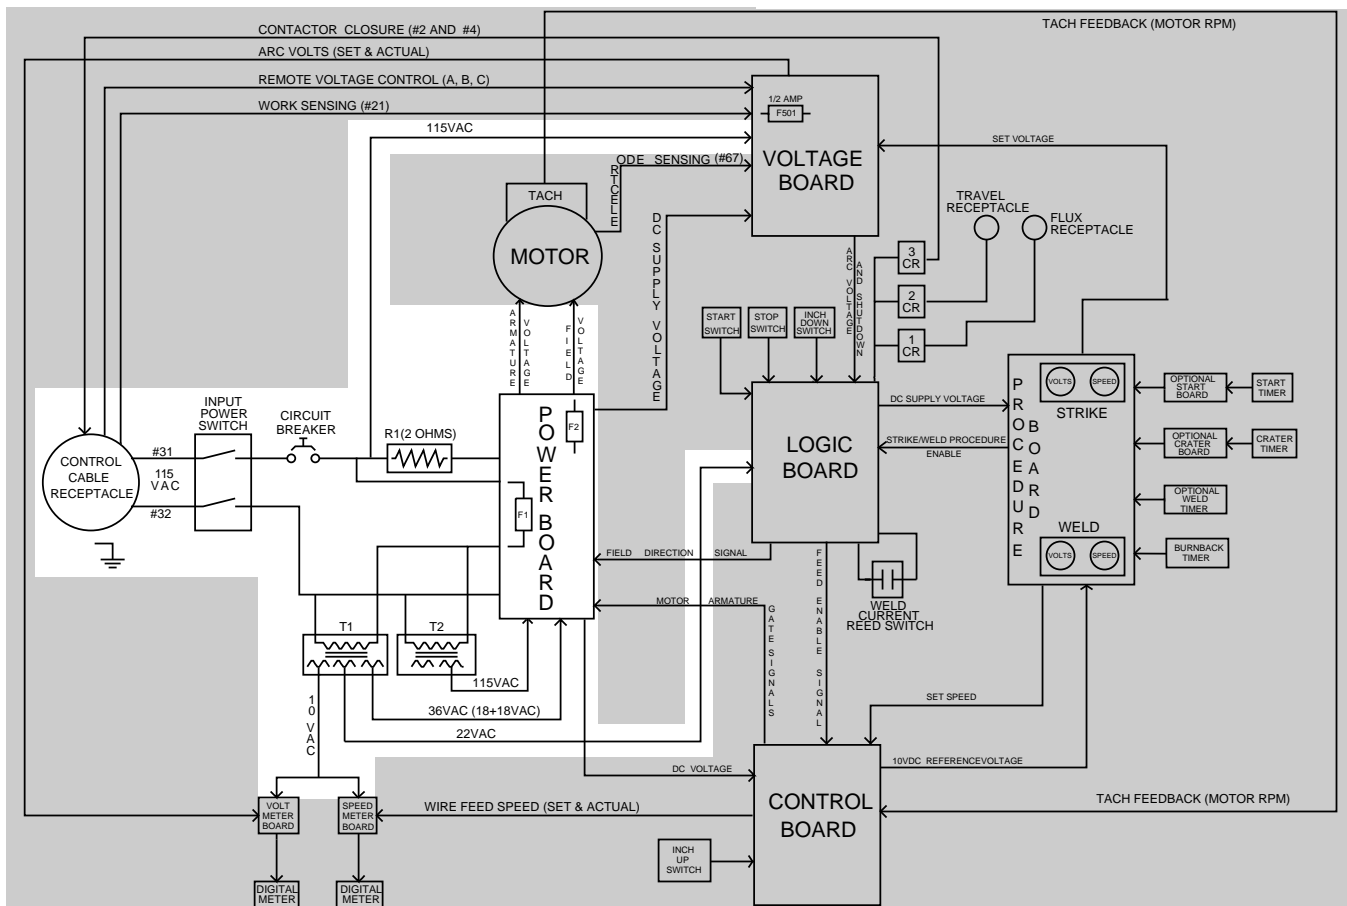 TACH FEEDBACK (MOTOR RPM)
CONTACTOR CLOSURE (#2 AND #4)
ARC VOLTS (SET & ACTUAL)
REMOTE VOLTAGE CONTROL (A, B, C)
WORK SENSING (#21)
115VAC
1/2 AMP
F501
VOLTAGE
BOARD
SET VOLTAGE
ODE SENSING (#67)
RTCELE
TACH
MOTOR
DC SUPPLY VOLTAGE
TRAVEL
RECEPTACLE
FLUX
RECEPTACLE
3
CR
2
CR
1
CR
ARC VOLTAGE
AND SHUTDOWN
ARMATURE
VOLTAGE
FIELD
VOLTAGE
START
SWITCH
STOP
SWITCH
INCH
DOWN
SWITCH
INPUT
POWER
SWITCH
CIRCUIT
BREAKER
R1(2 OHMS)
POWER BOARD
F2
F1
LOGIC
BOARD
DC SUPPLY VOLTAGE
STRIKE/WELD PROCEDURE
ENABLE
PROCEDURE
BOARD
VOLTS
SPEED
STRIKE
OPTIONAL
START
BOARD
START
TIMER
OPTIONAL
CRATER
BOARD
CRATER
TIMER
OPTIONAL
WELD
TIMER
BURNBACK
TIMER
WELD
VOLTS
SPEED
CONTROL
CABLE
RECEPTACLE
#31
115
VAC
#32
FIELD DIRECTION SIGNAL
MOTOR ARMATURE
GATE SIGNALS
FEED ENABLE SIGNAL
WELD
CURRENT
REED SWITCH
T1
T2
115VAC
36VAC (18+18VAC)
22VAC
10 VAC
SET SPEED
10VDC REFERENCEVOLTAGE
DC VOLTAGE
CONTROL
BOARD
TACH FEEDBACK (MOTOR RPM)
WIRE FEED SPEED (SET & ACTUAL)
VOLT
METER
BOARD
SPEED
METER
BOARD
INCH
UP
SWITCH
DIGITAL
METER
DIGITAL
METER